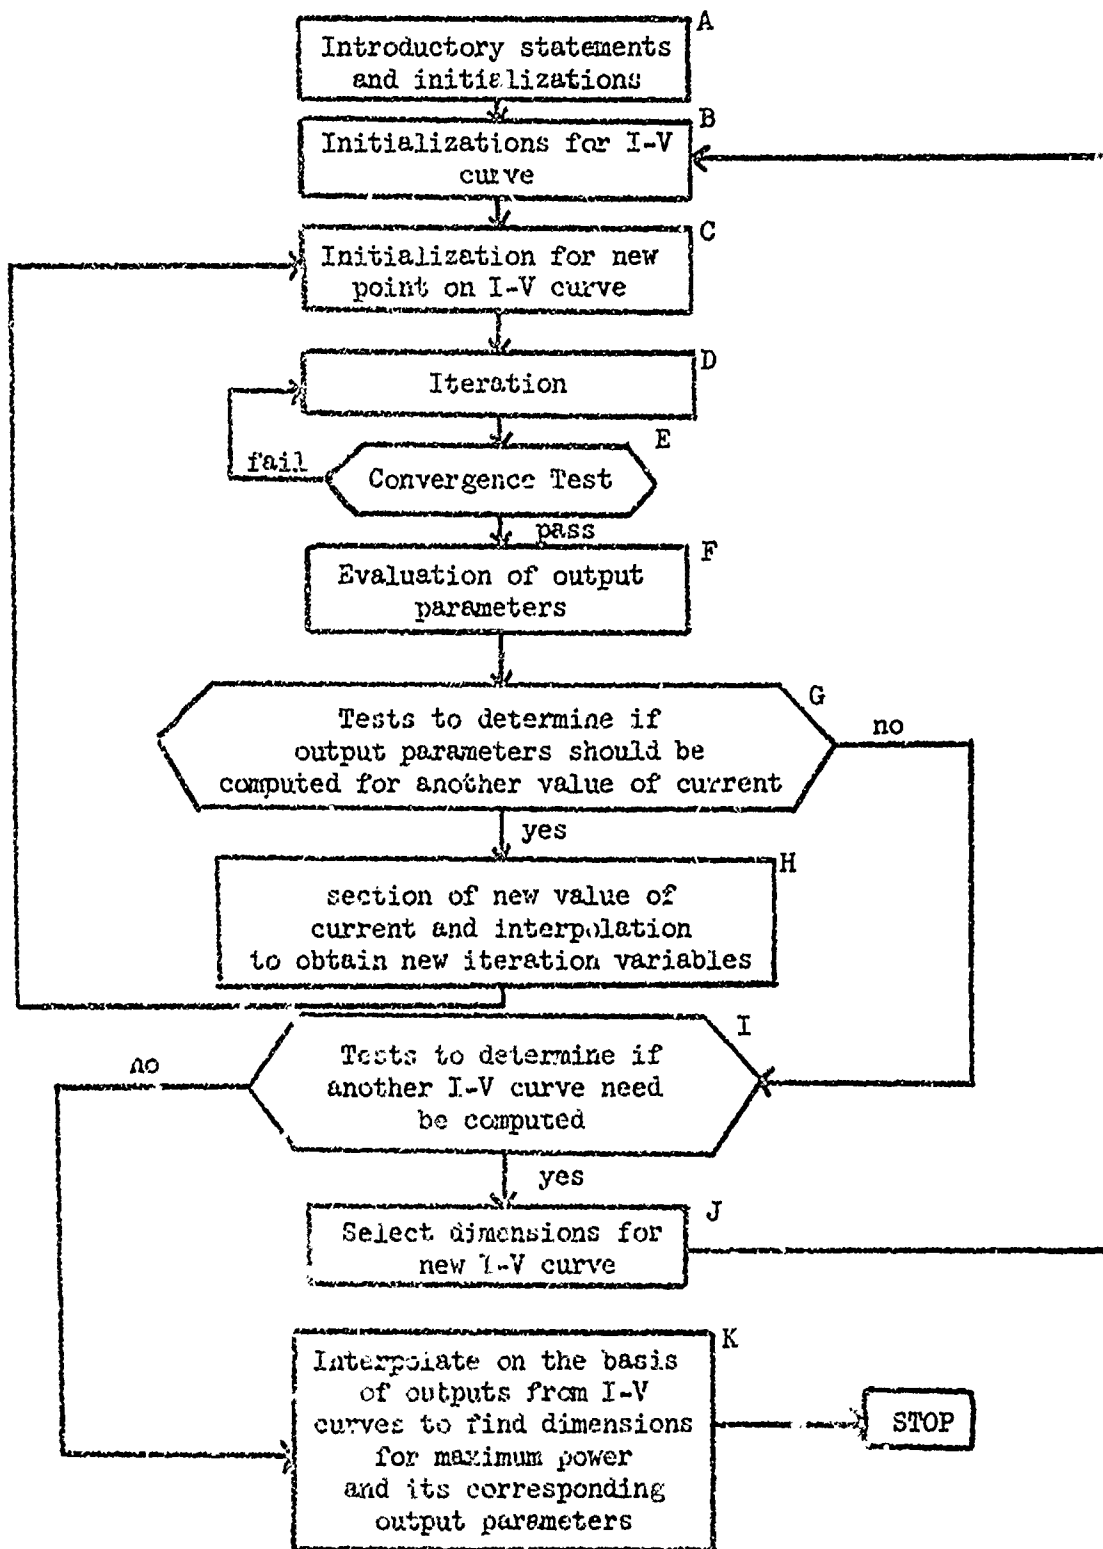 A
Introductory statements
and initializations
B
Initializations for I-V
curve
C
Initialization for new
point on I-V curve
D
Iteration
E
fail
Convergence Test
pass
F
Evaluation of output
parameters
G
Tests to determine if
output parameters should be
computed for another value of current
no
yes
H
section of new value of
current and interpolation
to obtain new iteration variables
I
no
Tests to determine if
another I-V curve need
be computed
yes
J
Select dimensions for
new I-V curve
K
Interpolate on the basis
of outputs from I-V
curves to find dimensions
for maximum power
and its corresponding
output parameters
STOP